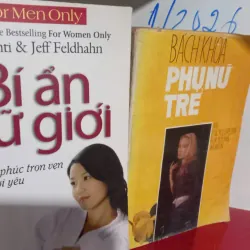 For Men Only
Bestselling For Women Only
nti & Jeff Feldhahn
Bí ẩn
ữ giới
phúc trọn vẹn
ời yêu
1/2026
BÁCH KHOA
PHỤ NỮ
TRẺ